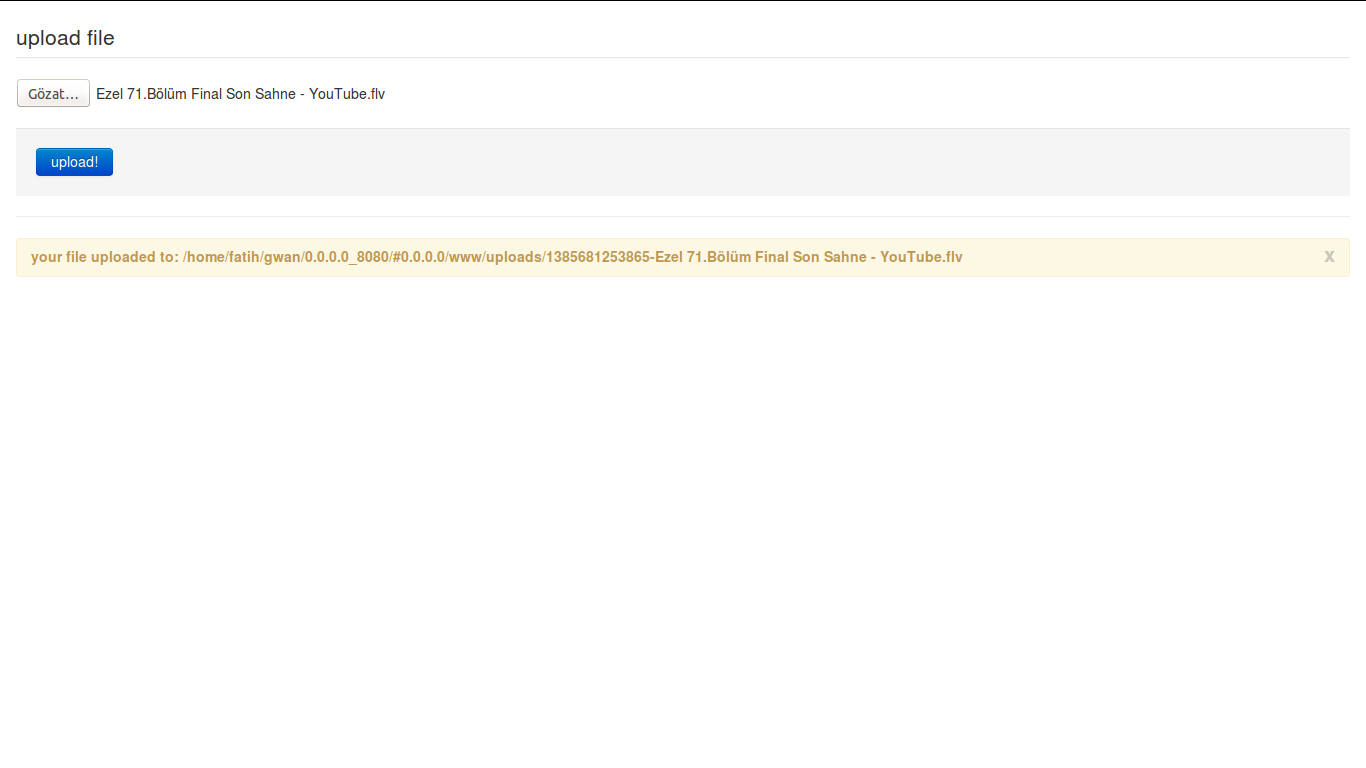 upload file
Gözat... Ezel 71.Bölüm Final Son Sahne - YouTube.flv
upload!
your file uploaded to: /home/fatih/gwan/0.0.0.0_8080/#0.0.0.0/www/uploads/1385681253865-Ezel 71.Bölüm Final Son Sahne - YouTube.flv x